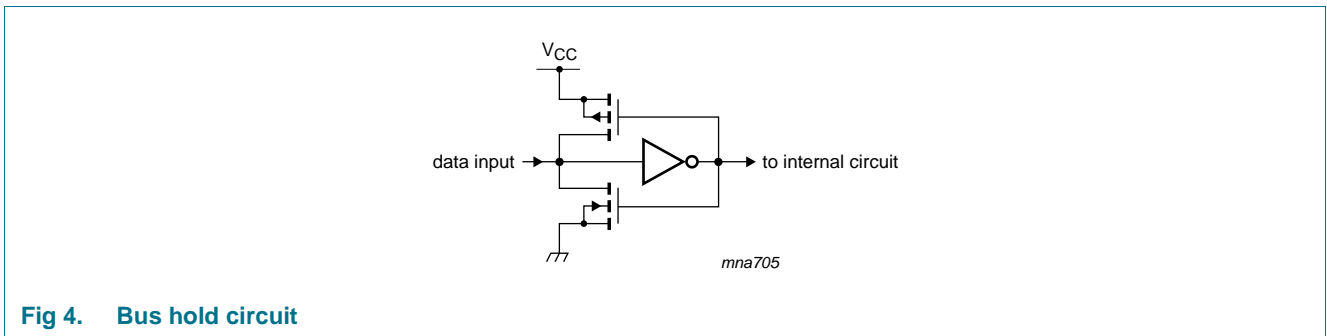 VCC
data input
to internal circuit
mna705
Fig 4. Bus hold circuit